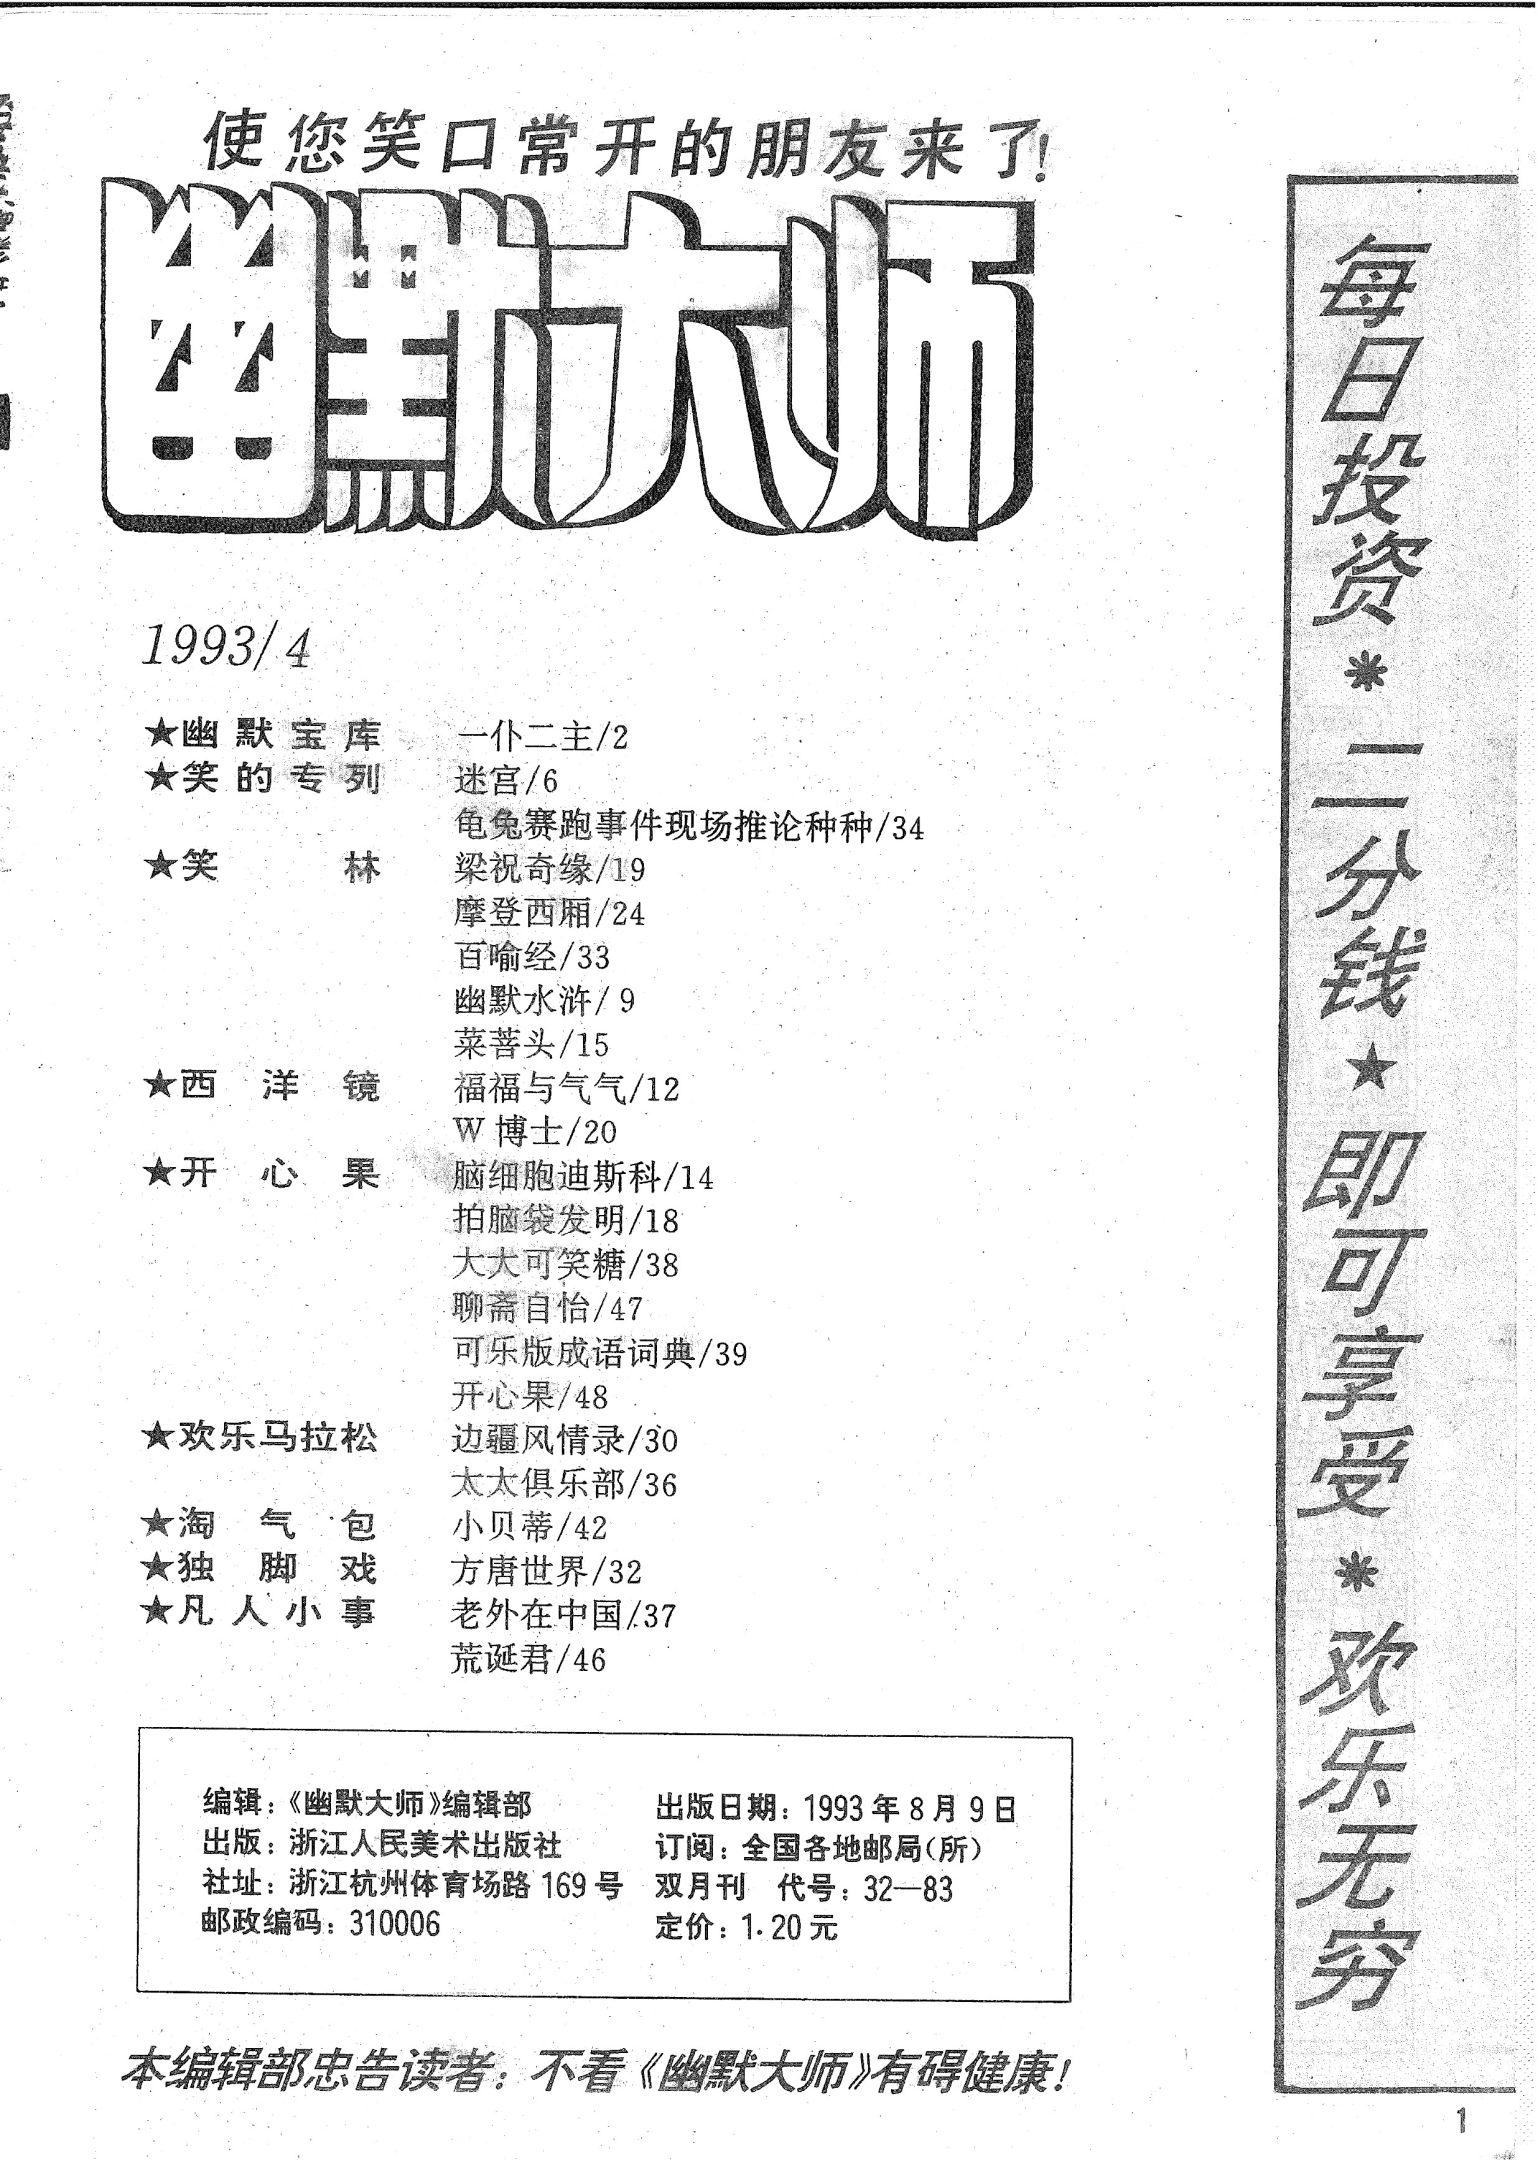 使您笑口常开的朋友来了!
幽默大师
1993/4
★幽默宝库 一仆二主/2
★笑的专列 迷宫/6
龟兔赛跑事件现场推论种种/34
★笑林 梁祝奇缘/19
摩登西厢/24
百喻经/33
幽默水浒/9
菜菩头/15
★西洋镜 福福与气气/12
W博士/20
★开心果 脑细胞迪斯科/14
拍脑袋发明/18
大大可笑糖/38
聊斋自怡/47
可乐版成语词典/39
开心果/48
★欢乐马拉松 边疆风情录/30
太太俱乐部/36
★淘气包 小贝蒂/42
★独脚戏 方唐世界/32
★凡人小事 老外在中国/37
荒诞君/46
编辑:《幽默大师》编辑部
出版:浙江人民美术出版社
社址:浙江杭州体育场路169号
邮政编码:310006
出版日期:1993年8月9日
订阅:全国各地邮局(所)
双月刊 代号:32—83
定价:1.20元
本编辑部忠告读者:不看《幽默大师》有碍健康!
每日投资*二分钱★即可享受*欢乐无穷
1